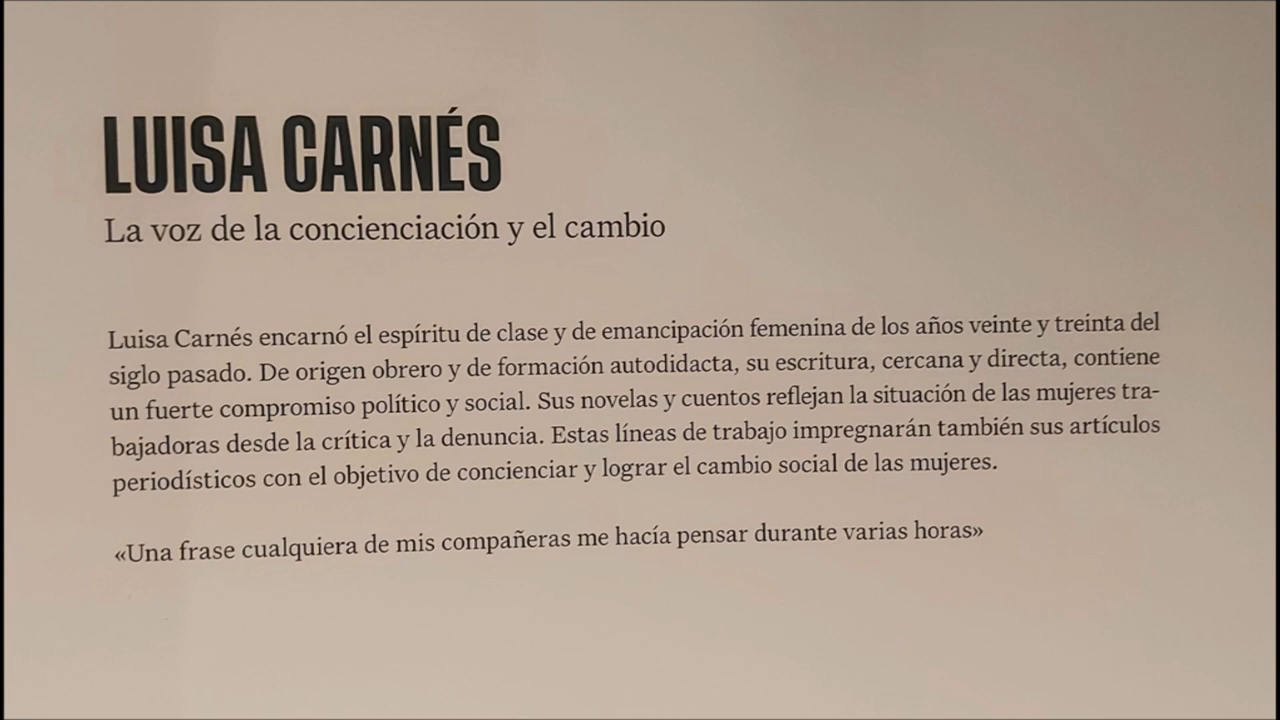 LUISA CARNÉS
La voz de la concienciación y el cambio
Luisa Carnés encarnó el espíritu de clase y de emancipación femenina de los años veinte y treinta del
siglo pasado. De origen obrero y de formación autodidacta, su escritura, cercana y directa, contiene
un fuerte compromiso político y social. Sus novelas y cuentos reflejan la situación de las mujeres tra-
bajadoras desde la crítica y la denuncia. Estas líneas de trabajo impregnarán también sus artículos
periodísticos con el objetivo de concienciar y lograr el cambio social de las mujeres.
«Una frase cualquiera de mis compañeras me hacía pensar durante varias horas»